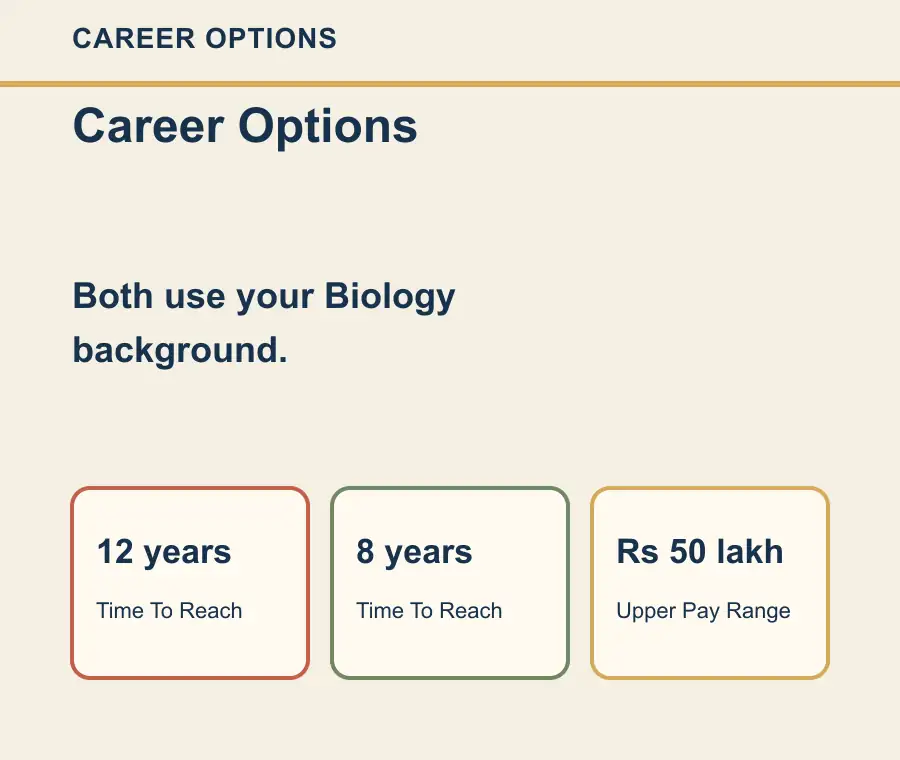 CAREER OPTIONS
Career Options
Both use your Biology
background.
12 years
Time To Reach
8 years
Time To Reach
Rs 50 lakh
Upper Pay Range